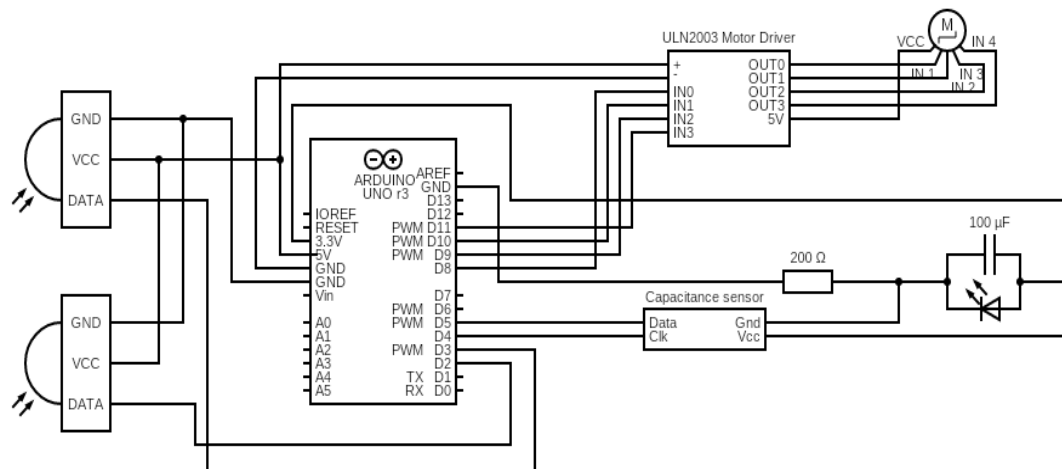 ULN2003 Motor Driver
M
VCC
IN 4
IN 1
IN 3
IN 2
+
-
IN0
IN1
IN2
IN3
OUT0
OUT1
OUT2
OUT3
5V
GND
VCC
DATA
GND
VCC
DATA
ARDUINO
UNO r3
IOREF
RESET
3.3V
5V
GND
GND
Vin
A0
A1
A2
A3
A4
A5
AREF
GND
D13
D12
PWM D11
PWM D10
PWM D9
D8
D7
PWM D6
PWM D5
D4
PWM D3
D2
TX D1
RX D0
200 Ω
100 µF
Capacitance sensor
Data Gnd
Clk Vcc